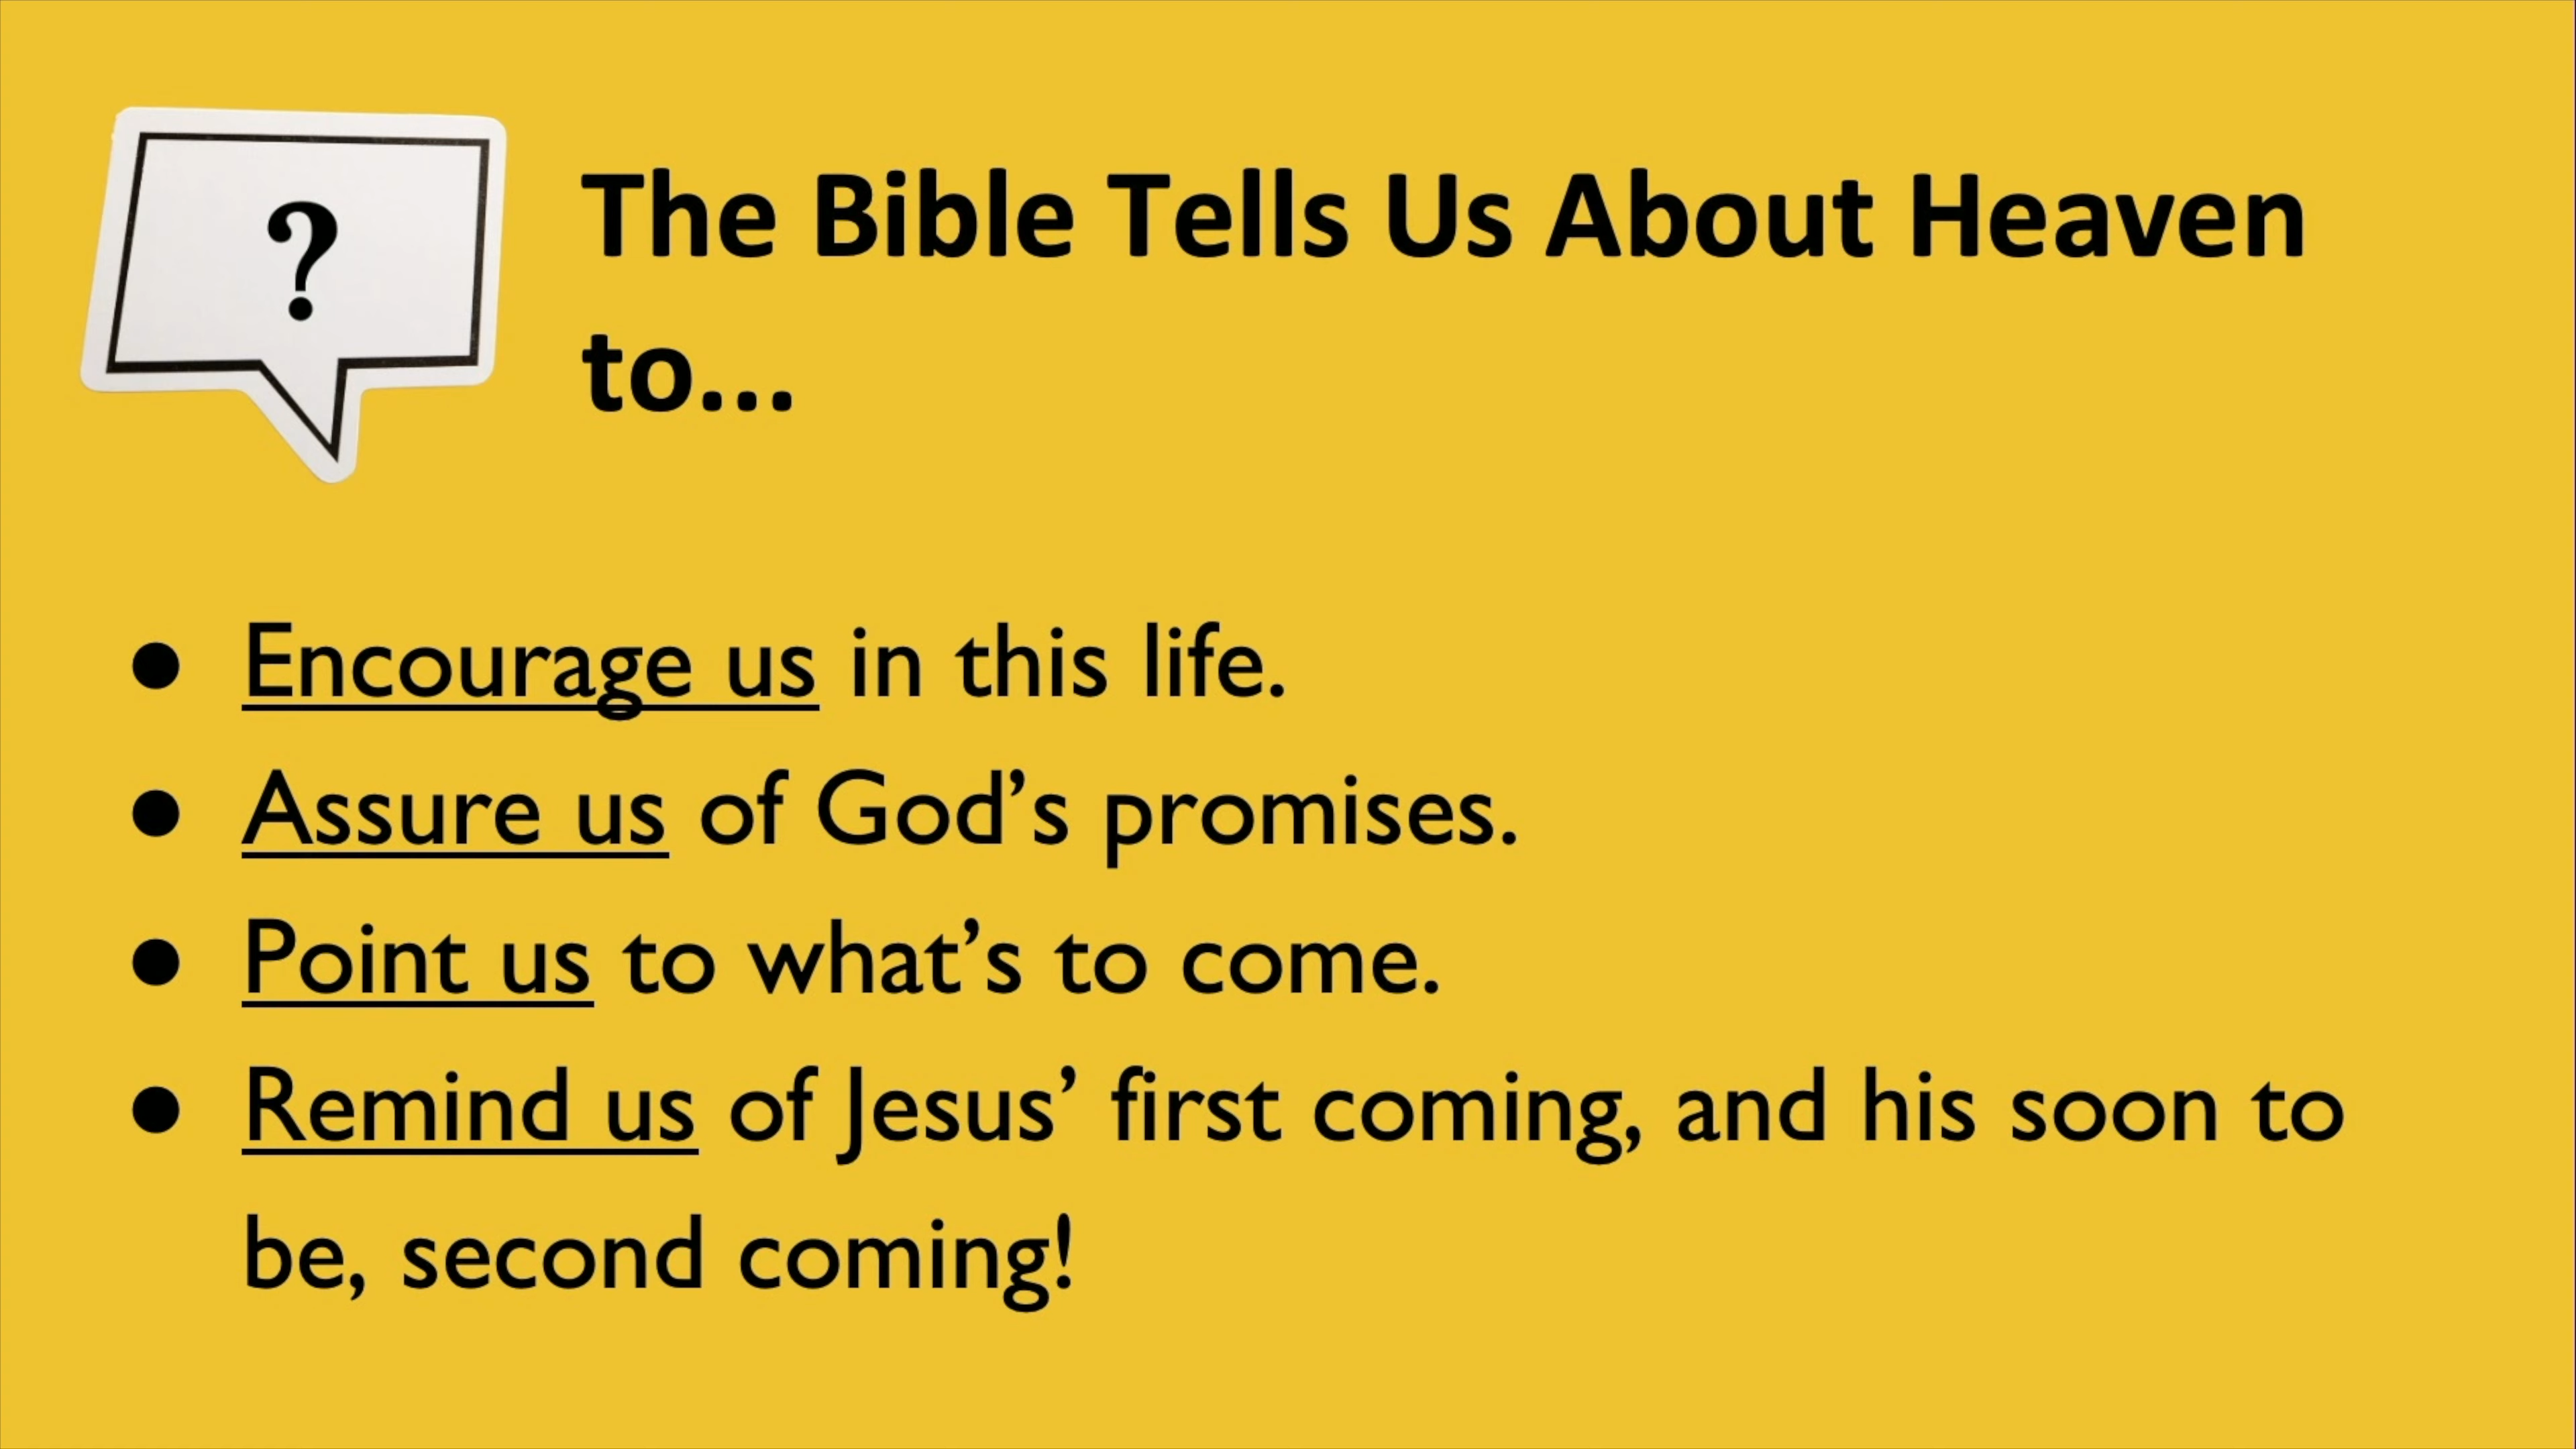 ?
The Bible Tells Us About Heaven
to...
● Encourage us in this life.
● Assure us of God’s promises.
● Point us to what’s to come.
● Remind us of Jesus’ first coming, and his soon to
be, second coming!